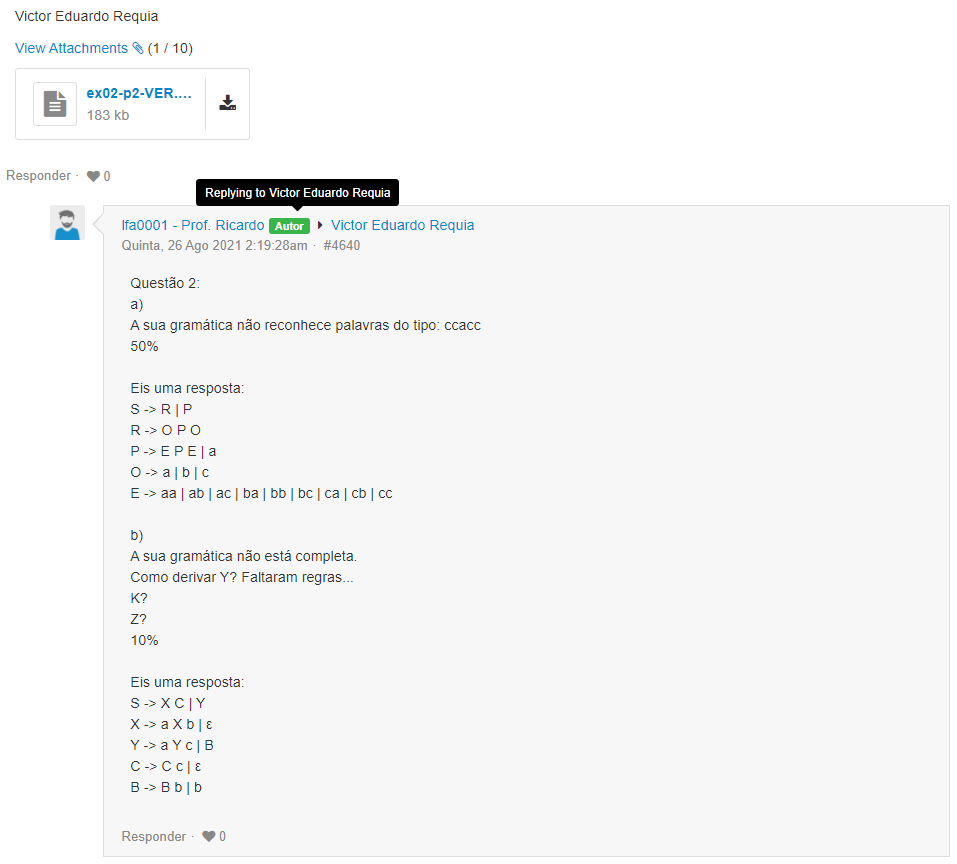 Victor Eduardo Requia
View Attachments (1 / 10)
ex02-p2-VER....
183 kb
Responder · 0
Replying to Victor Eduardo Requia
lfa0001 - Prof. Ricardo Autor Victor Eduardo Requia
Quinta, 26 Ago 2021 2:19:28am · #4640
Questão 2:
a)
A sua gramática não reconhece palavras do tipo: ccacc
50%
Eis uma resposta:
S -> R | P
R -> O P O
P -> E P E | a
O -> a | b | c
E -> aa | ab | ac | ba | bb | bc | ca | cb | cc
b)
A sua gramática não está completa.
Como derivar Y? Faltaram regras...
K?
Z?
10%
Eis uma resposta:
S -> X C | Y
X -> a X b | ε
Y -> a Y c | B
C -> C c | ε
B -> B b | b
Responder · 0